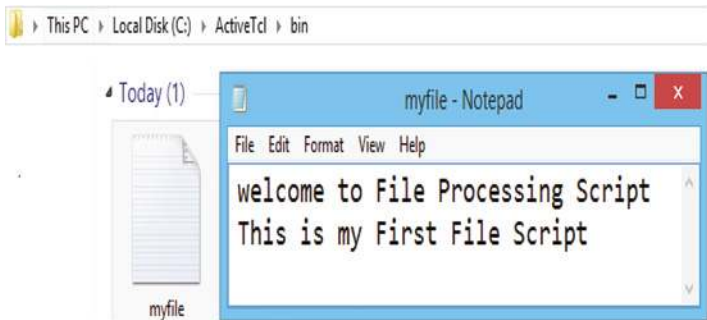 This PC Local Disk (C:) ActiveTcl bin
Today (1)
myfile - Notepad
File Edit Format View Help
welcome to File Processing Script
This is my First File Script
myfile